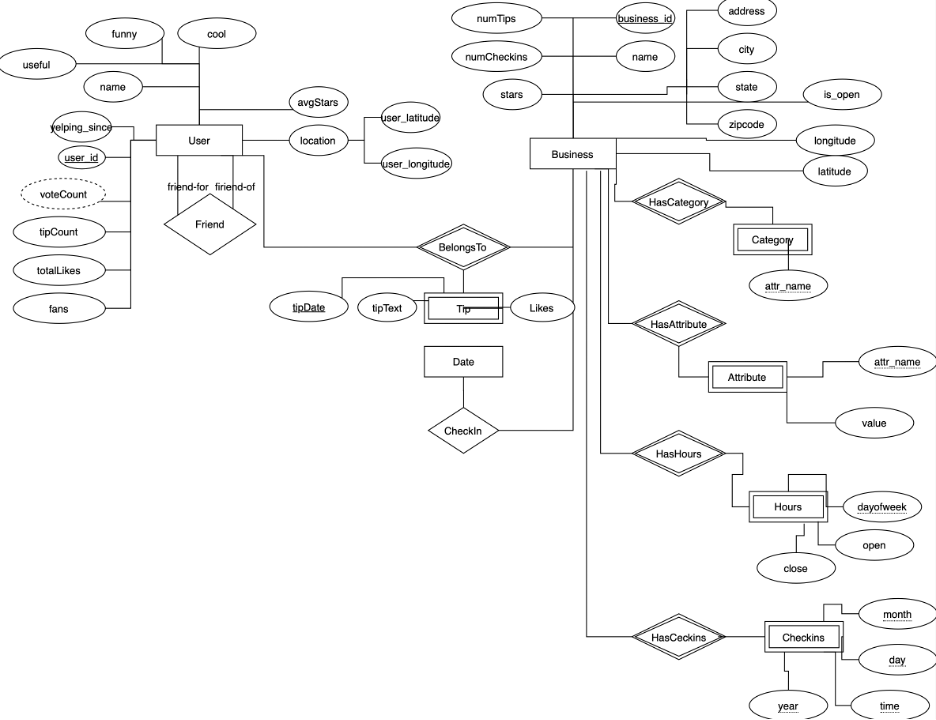 funny
cool
useful
name
avgStars
yelping_since
User
location
user_latitude
user_longitude
user_id
voteCount
friend-for
firiend-of
Friend
tipCount
totalLikes
fans
numTips
business_id
address
numCheckins
name
city
stars
state
is_open
zipcode
longitude
Business
latitude
HasCategory
Category
attr_name
BelongsTo
tipDate
tipText
Tip
Likes
HasAttribute
Date
Attribute
attr_name
value
CheckIn
HasHours
Hours
dayofweek
open
close
HasCeckins
Checkins
month
day
year
time